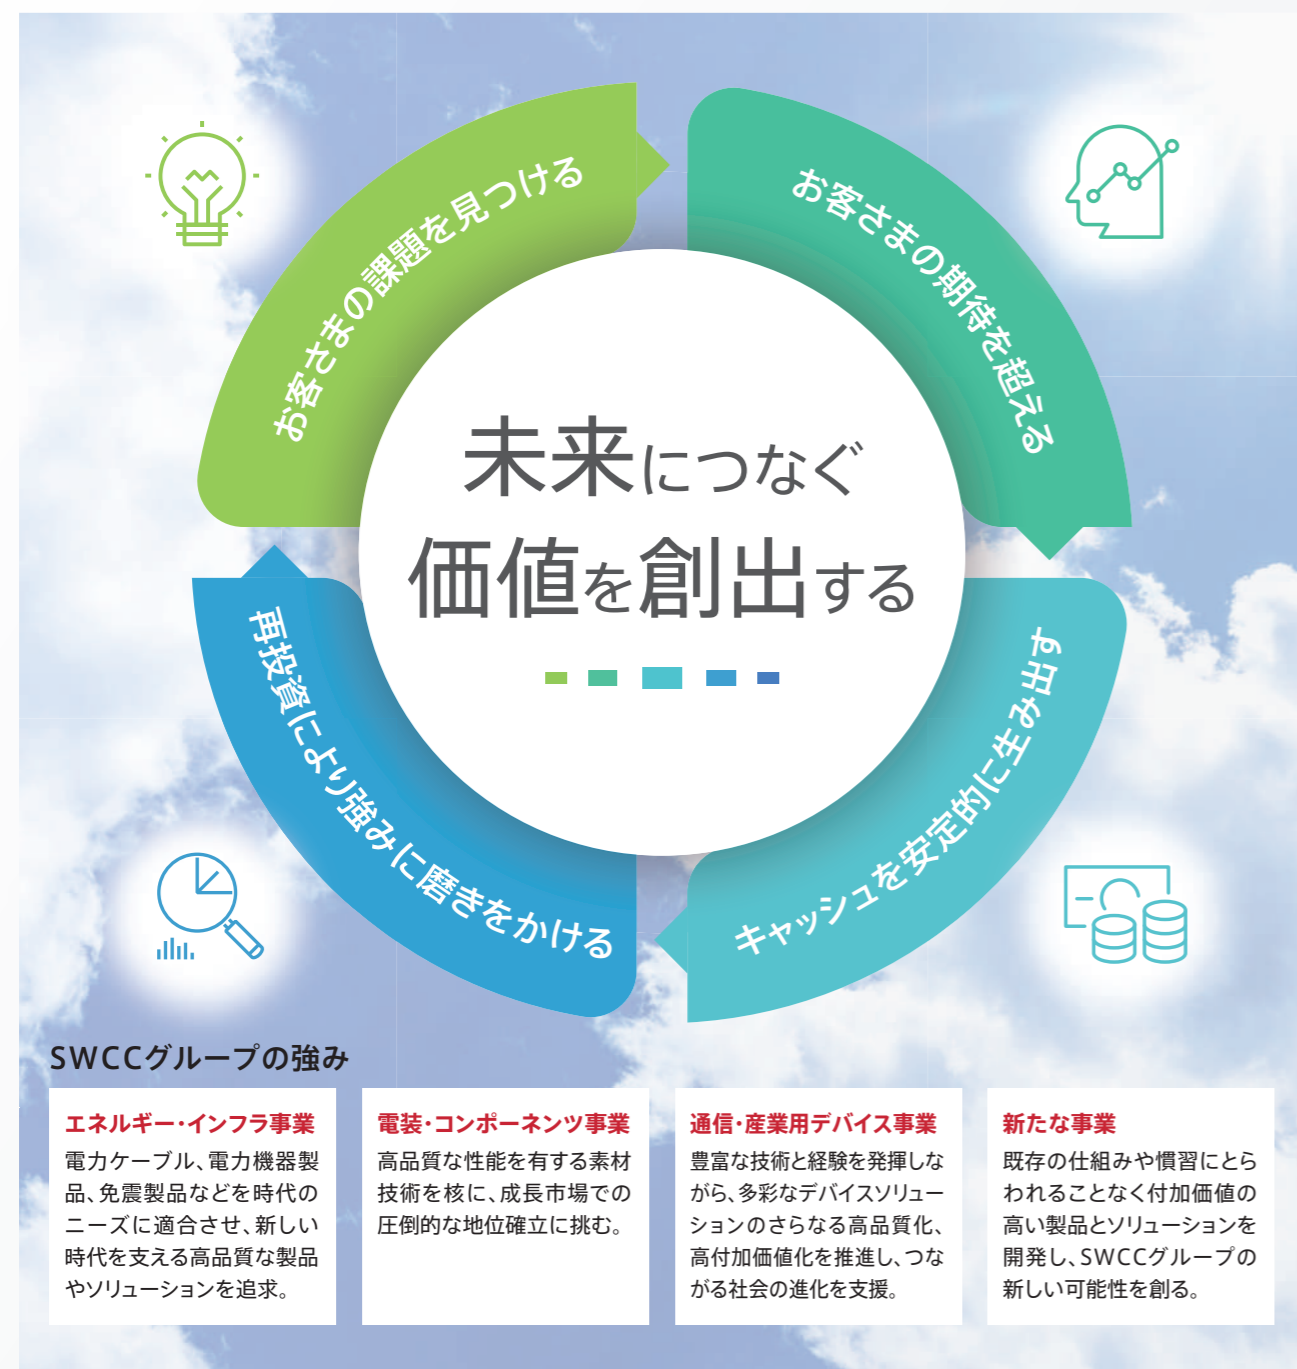 お客さまの課題を見つける
お客さまの期待を超える
未来につなぐ
価値を創出する
再投資により強みに磨きをかける
キャッシュを安定的に生み出す
SWCCグループの強み
エネルギー・インフラ事業
電力ケーブル、電力機器製
品、免震製品などを時代の
ニーズに適合させ、新しい
時代を支える高品質な製品
やソリューションを追求。
電装・コンポーネンツ事業
高品質な性能を有する素材
技術を核に、成長市場での
圧倒的な地位確立に挑む。
通信・産業用デバイス事業
豊富な技術と経験を発揮しな
がら、多彩なデバイスソリュー
ションのさらなる高品質化、
高付加価値化を推進し、つな
がる社会の進化を支援。
新たな事業
既存の仕組みや慣習にとら
われることなく付加価値の
高い製品とソリューションを
開発し、SWCCグループの
新しい可能性を創る。